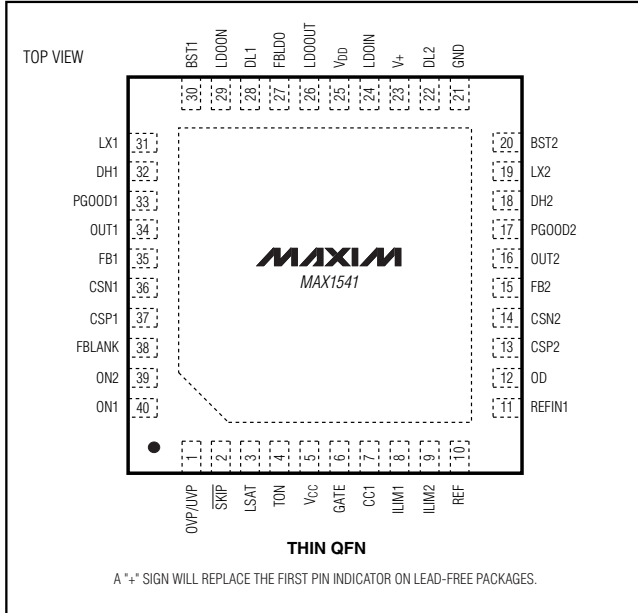 TOP VIEW
BST1
LDOON
DL1
FBLDO
LDOOUT
VDD
LDOIN
V+
DL2
GND
30
29
28
27
26
25
24
23
22
21
LX1 31
DH1 32
PGOOD1 33
OUT1 34
FB1 35
CSN1 36
CSP1 37
FBLANK 38
ON2 39
ON1 40
MAXIM
MAX1541
20 BST2
19 LX2
18 DH2
17 PGOOD2
16 OUT2
15 FB2
14 CSN2
13 CSP2
12 OD
11 REFIN1
1
2
3
4
5
6
7
8
9
10
OVP/UVP
SKIP
LSAT
TON
VCC
GATE
CC1
ILIM1
ILIM2
REF
THIN QFN
A "+" SIGN WILL REPLACE THE FIRST PIN INDICATOR ON LEAD-FREE PACKAGES.